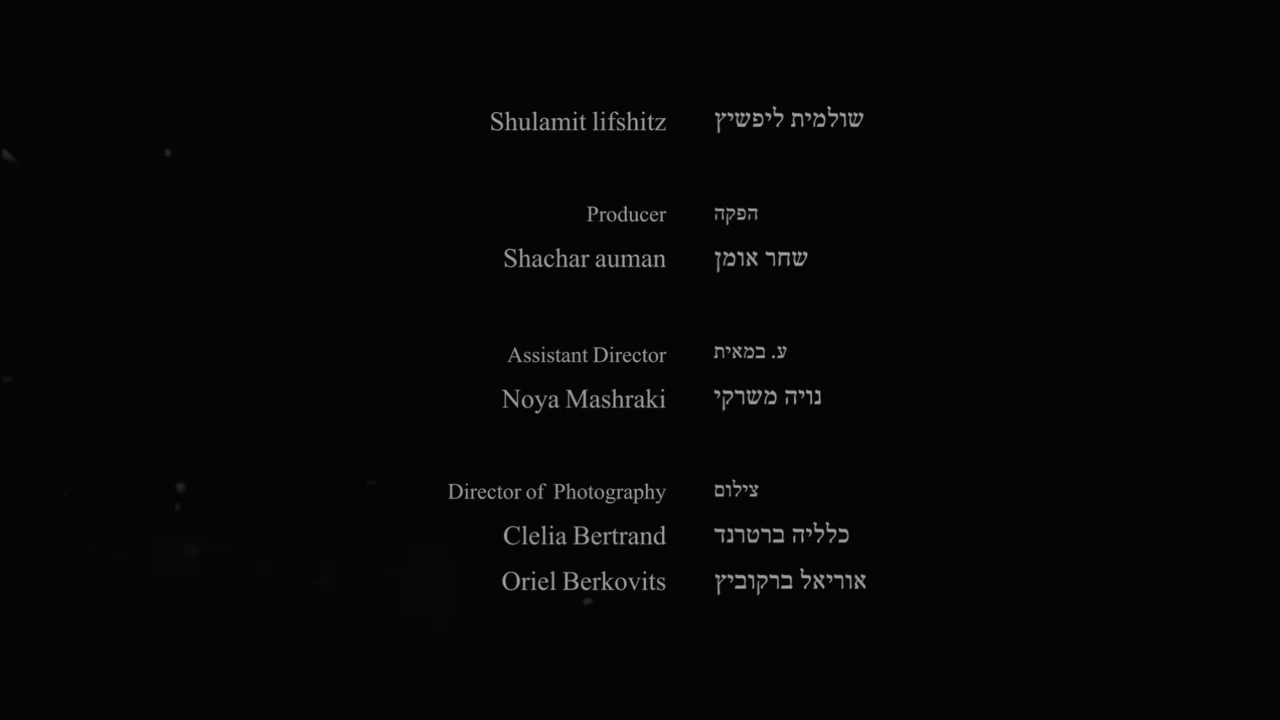 Shulamit lifshitz שולמית ליפשיץ
Producer הפקה
Shachar auman שחר אומן
Assistant Director ע. במאית
Noya Mashraki נויה משרקי
Director of Photography צילום
Clelia Bertrand כלליה ברטרנד
Oriel Berkovits אוריאל ברקוביץ